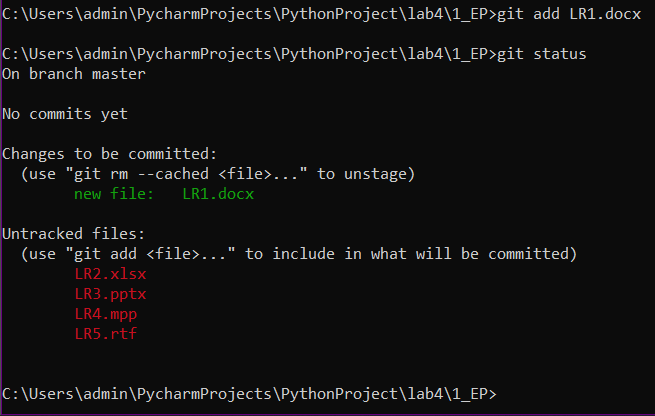 C:\Users\admin\PycharmProjects\PythonProject\lab4\1_EP>git add LR1.docx
C:\Users\admin\PycharmProjects\PythonProject\lab4\1_EP>git status
On branch master
No commits yet
Changes to be committed:
  (use "git rm --cached <file>..." to unstage)
        new file:   LR1.docx
Untracked files:
  (use "git add <file>..." to include in what will be committed)
        LR2.xlsx
        LR3.pptx
        LR4.mpp
        LR5.rtf
C:\Users\admin\PycharmProjects\PythonProject\lab4\1_EP>